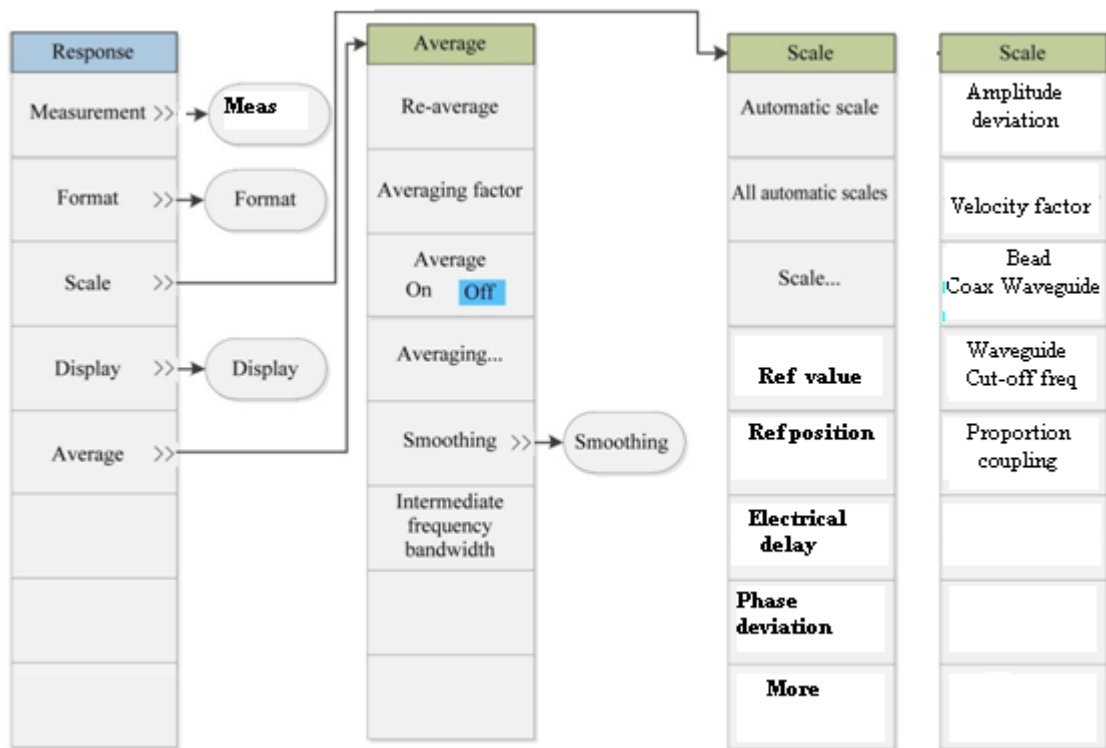 Response
Measurement >>
Format >>
Scale >>
Display >>
Average >>
Meas
Format
Display
Average
Re-average
Averaging factor
Average
On Off
Averaging...
Smoothing >>
Intermediate
frequency
bandwidth
Smoothing
Scale
Automatic scale
All automatic scales
Scale...
Ref value
Ref position
Electrical
delay
Phase
deviation
More
Scale
Amplitude
deviation
Velocity factor
Bead
Coax Waveguide
Waveguide
Cut-off freq
Proportion
coupling